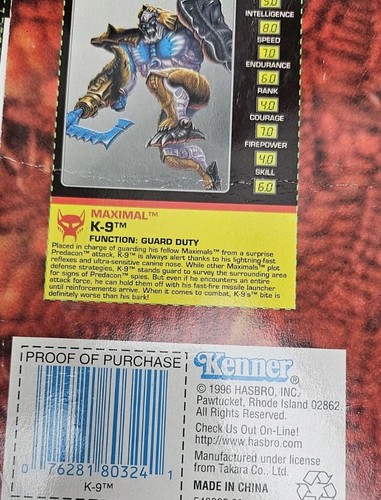 5.0
INTELLIGENCE
8.0
SPEED
7.0
ENDURANCE
6.0
RANK
4.0
COURAGE
7.0
FIREPOWER
4.0
SKILL
6.0
MAXIMAL™
K-9™
FUNCTION: GUARD DUTY
Placed in charge of guarding his fellow Maximals™ from a surprise
Predacon™ attack, K-9™ is always alert thanks to his lightning-fast
reflexes and ultra-sensitive canine nose. While other Maximals™ plot
defense strategies, K-9™ stands guard to survey the surrounding area
for signs of Predacon™ spies. But even if he encounters an entire
attack force, he can hold them off with his fast-fire missile launcher
until reinforcements arrive. When it comes to combat, K-9's™ bite is
definitely worse than his bark!
PROOF OF PURCHASE
0 76281 80324 1
K-9™
Kenner®
© 1996 HASBRO, INC.
Pawtucket, Rhode Island 02862
All Rights Reserved.
Check Us Out On-Line!
http://www.hasbro.com
Manufactured under license
from Takara Co., Ltd.
MADE IN CHINA